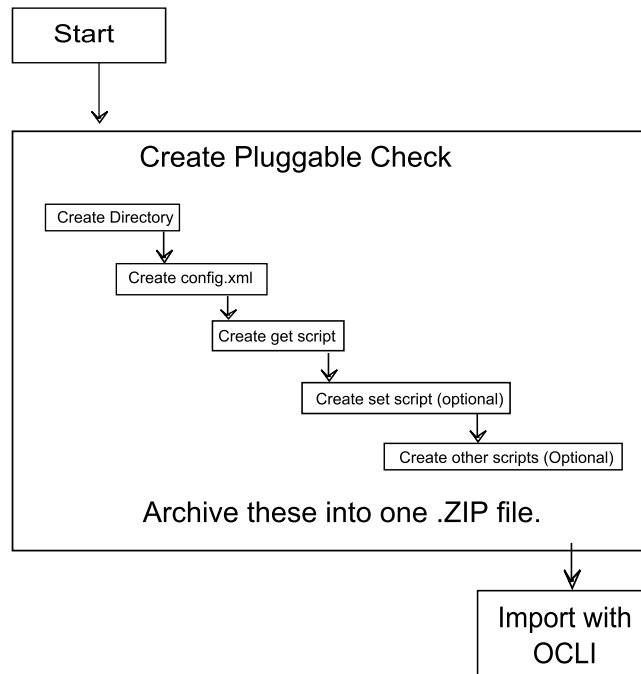 Start
Create Pluggable Check
Create Directory
Create config.xml
Create get script
Create set script (optional)
Create other scripts (Optional)
Archive these into one .ZIP file.
Import with
OCLI